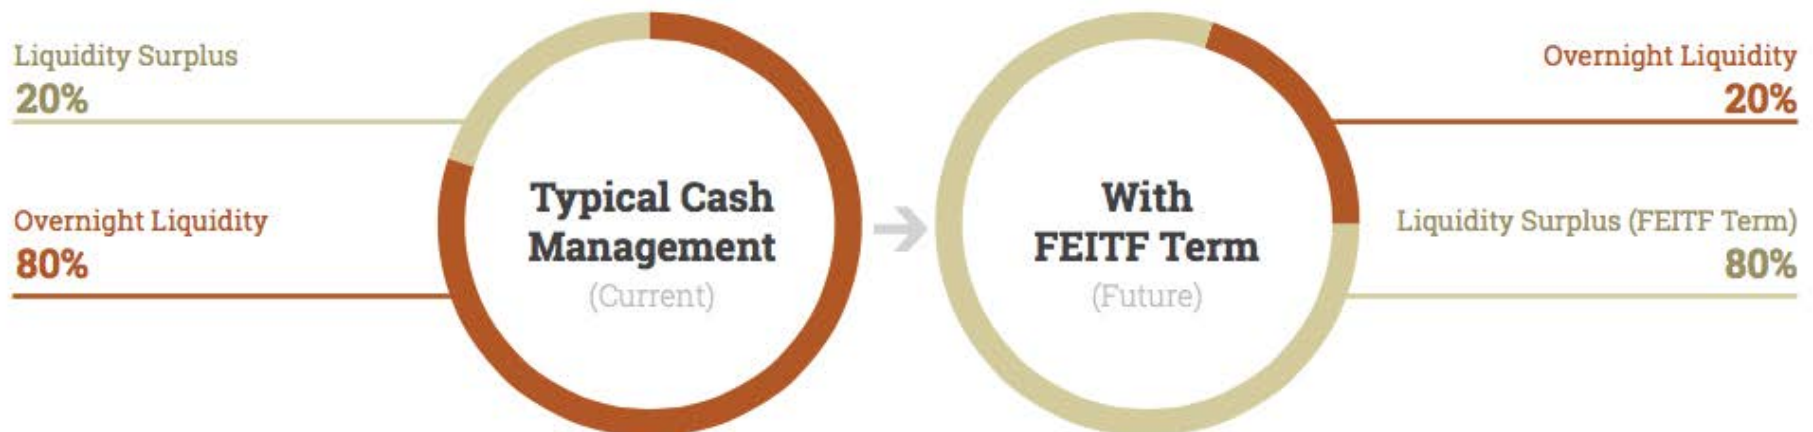 Liquidity Surplus
20%
Overnight Liquidity
80%
Typical Cash
Management
(Current)
With
FEITF Term
(Future)
Overnight Liquidity
20%
Liquidity Surplus (FEITF Term)
80%